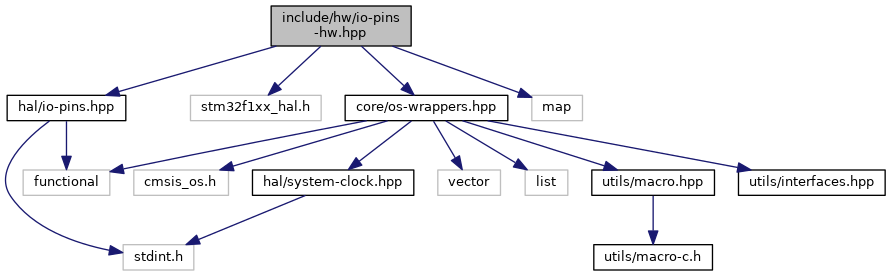 include/hw/io-pins
-hw.hpp
hal/io-pins.hpp
stm32f1xx_hal.h
core/os-wrappers.hpp
map
functional
cmsis_os.h
hal/system-clock.hpp
vector
list
utils/macro.hpp
utils/interfaces.hpp
stdint.h
utils/macro-c.h